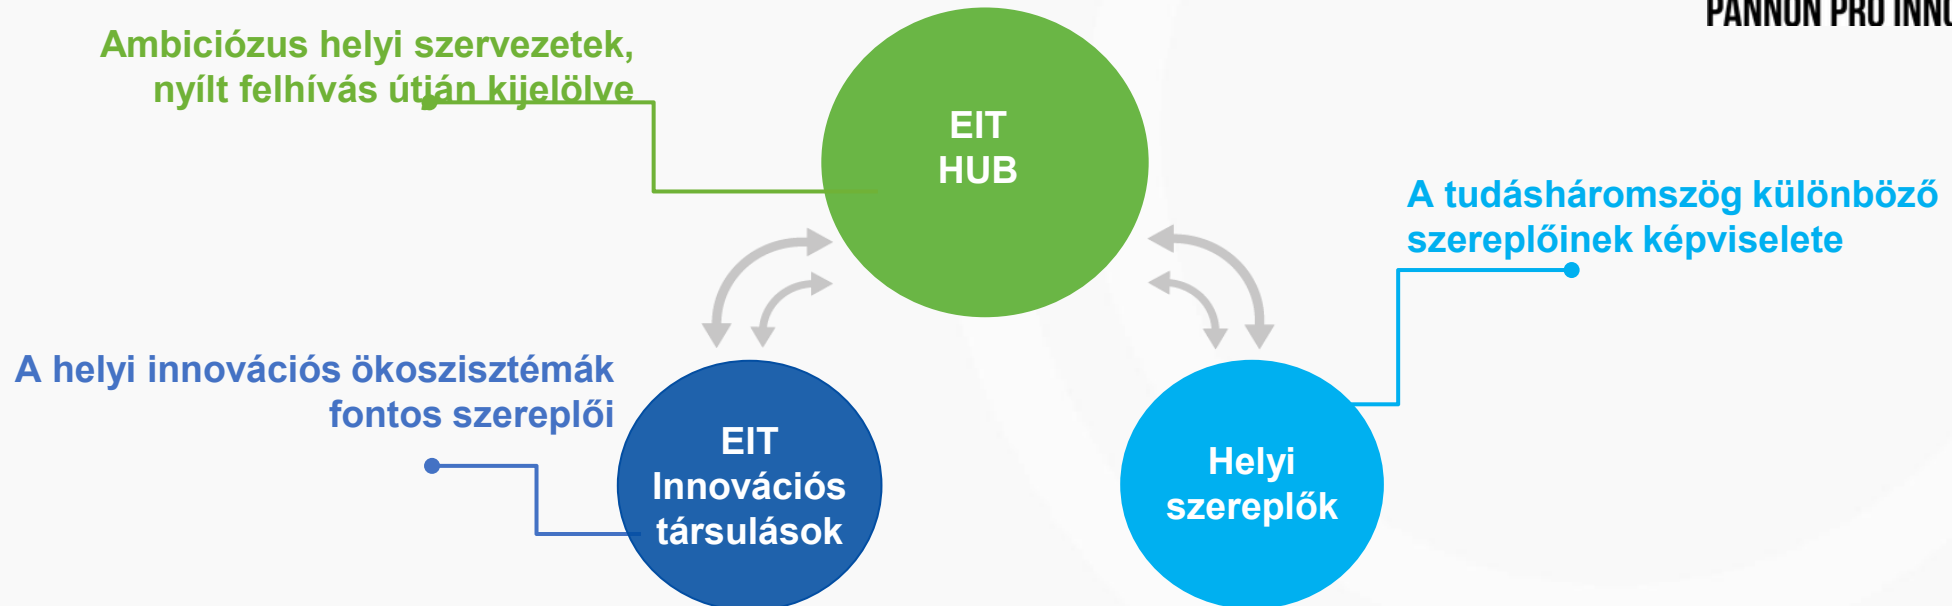 PANNON PRO
Ambiciózus helyi szervezetek,
nyílt felhívás útján kijelölve
EIT
HUB
A tudásháromszög különböző
szereplőinek képviselete
A helyi innovációs ökoszisztémák
fontos szereplői
EIT
Innovációs
társulások
Helyi
szereplők